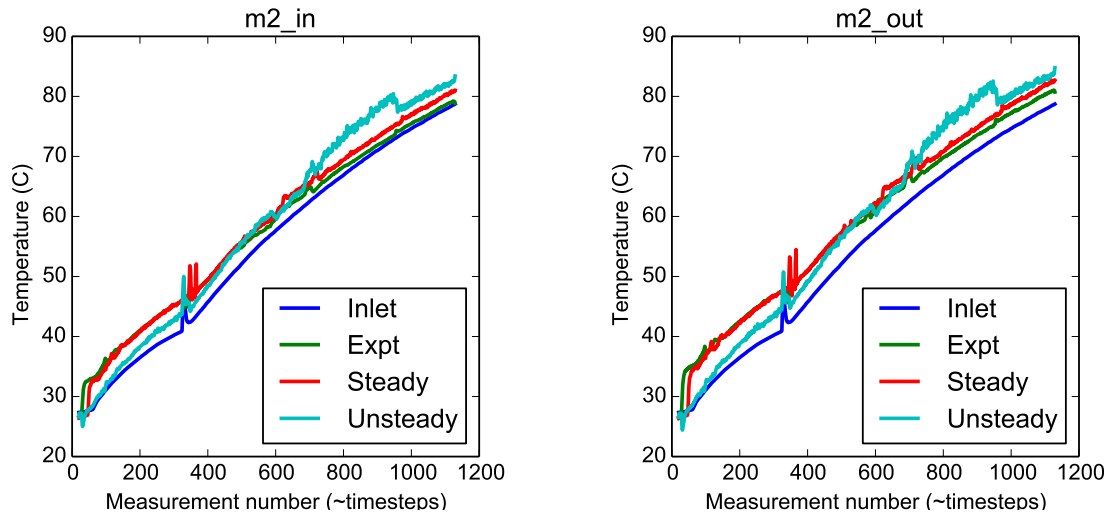 m2_in
90
80
70
60
50
40
30
20
Temperature (C)
Inlet
Expt
Steady
Unsteady
0 200 400 600 800 1000 1200
Measurement number (~timesteps)
m2_out
90
80
70
60
50
40
30
20
Temperature (C)
Inlet
Expt
Steady
Unsteady
0 200 400 600 800 1000 1200
Measurement number (~timesteps)